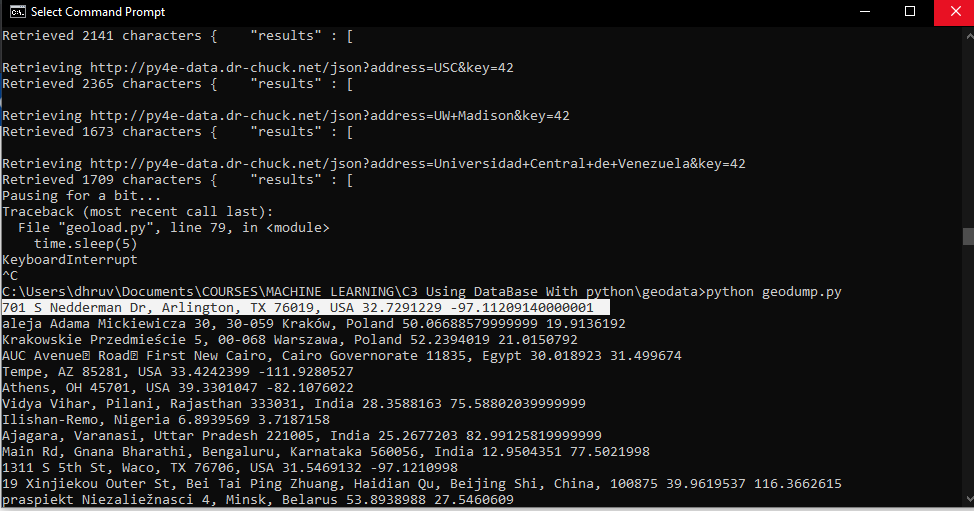 Select Command Prompt
Retrieved 2141 characters {    "results" : [
Retrieving http://py4e-data.dr-chuck.net/json?address=USC&key=42
Retrieved 2365 characters {    "results" : [
Retrieving http://py4e-data.dr-chuck.net/json?address=UW+Madison&key=42
Retrieved 1673 characters {    "results" : [
Retrieving http://py4e-data.dr-chuck.net/json?address=Universidad+Central+de+Venezuela&key=42
Retrieved 1709 characters {    "results" : [
Pausing for a bit...
Traceback (most recent call last):
  File "geoload.py", line 79, in <module>
    time.sleep(5)
KeyboardInterrupt
^C
C:\Users\dhruv\Documents\COURSES\MACHINE LEARNING\C3 Using DataBase With python\geodata>python geodump.py
701 S Nedderman Dr, Arlington, TX 76019, USA 32.7291229 -97.11209140000001
aleja Adama Mickiewicza 30, 30-059 Kraków, Poland 50.06688579999999 19.9136192
Krakowskie Przedmieście 5, 00-068 Warszawa, Poland 52.2394019 21.0150792
AUC Avenue Road First New Cairo, Cairo Governorate 11835, Egypt 30.018923 31.499674
Tempe, AZ 85281, USA 33.4242399 -111.9280527
Athens, OH 45701, USA 39.3301047 -82.1076022
Vidya Vihar, Pilani, Rajasthan 333031, India 28.3588163 75.58802039999999
Ilishan-Remo, Nigeria 6.8939569 3.7187158
Ajagara, Varanasi, Uttar Pradesh 221005, India 25.2677203 82.99125819999999
Main Rd, Gnana Bharathi, Bengaluru, Karnataka 560056, India 12.9504351 77.5021998
1311 S 5th St, Waco, TX 76706, USA 31.5469132 -97.1210998
19 Xinjiekou Outer St, Bei Tai Ping Zhuang, Haidian Qu, Beijing Shi, China, 100875 39.9619537 116.3662615
praspiekt Niezaliežnasci 4, Minsk, Belarus 53.8938988 27.5460609